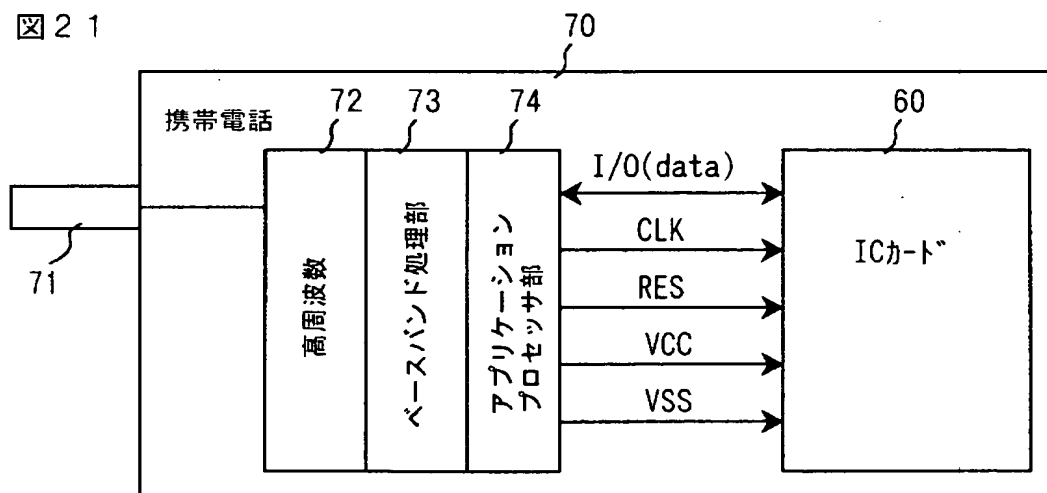 図21
70
携帯電話
72
73
74
60
71
高周波数
ベースバンド処理部
アプリケーション
プロセッサ部
I/O(data)
CLK
RES
VCC
VSS
ICカード